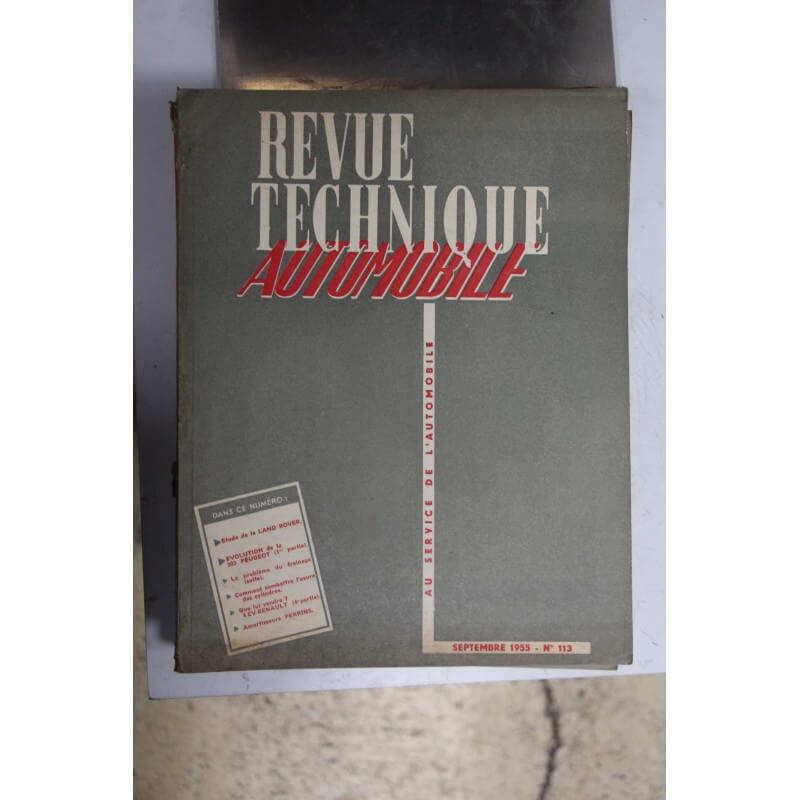 REVUE
TECHNIQUE
AUTOMOBILE
AU SERVICE DE L'AUTOMOBILE
DANS CE NUMÉRO :
Etude de la LAND ROVER.
EVOLUTION de la
203 PEUGEOT (1re partie).
Le problème du freinage
(suite).
Comment combattre l'usure
des cylindres.
Que lui vendre ?
4 CV RENAULT (4e partie).
Amortisseurs PERRINS.
SEPTEMBRE 1955 - N° 113